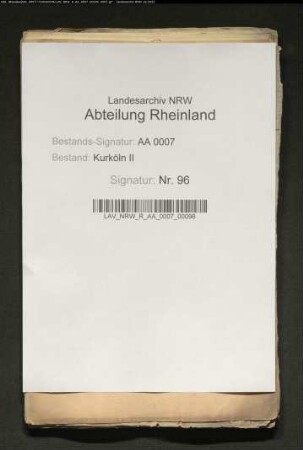 Landesarchiv NRW
Abteilung Rheinland
Bestands-Signatur: AA 0007
Bestand: Kurköln II
Signatur: Nr. 96
LAV_NRW_R_AA_0007_00096